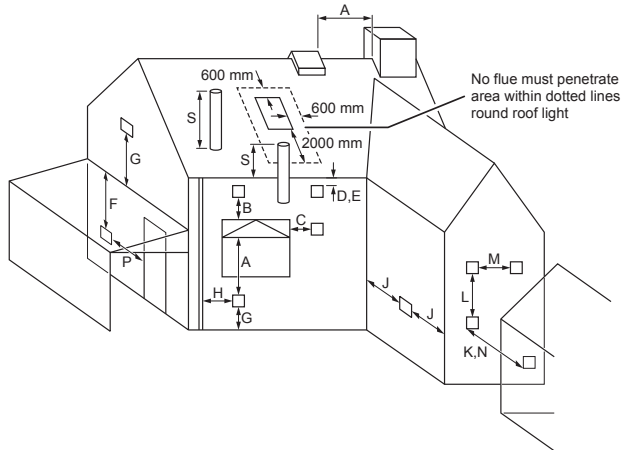 A
600 mm
No flue must penetrate
area within dotted lines
round roof light
600 mm
S
2000 mm
G
S
F
D,E
B
C
P
A
M
H
J
L
G
J
K,N